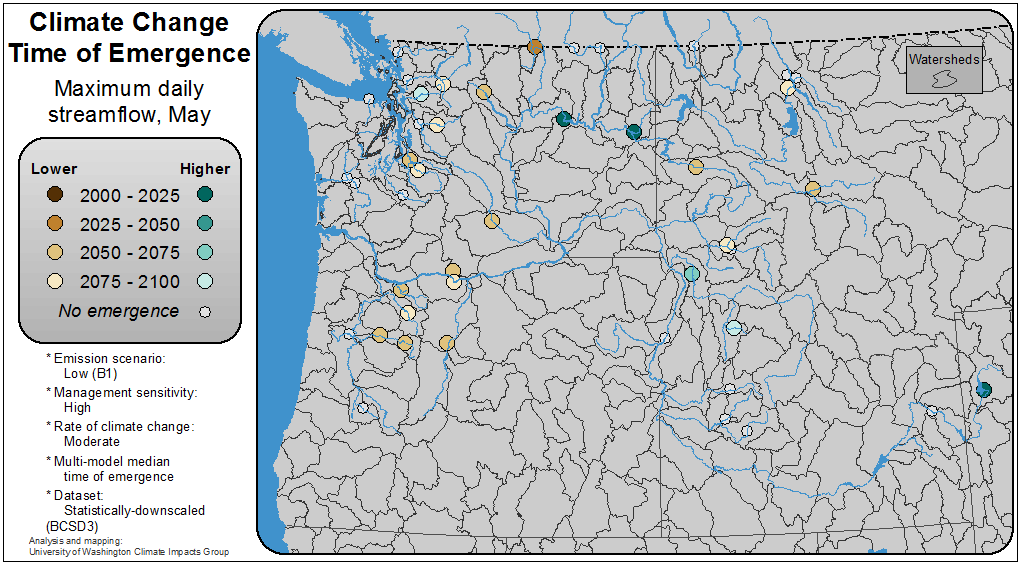 Climate Change
Time of Emergence
Maximum daily
streamflow, May
Lower Higher
2000 - 2025
2025 - 2050
2050 - 2075
2075 - 2100
No emergence
* Emission scenario:
Low (B1)
* Management sensitivity:
High
* Rate of climate change:
Moderate
* Multi-model median
time of emergence
* Dataset:
Statistically-downscaled
(BCSD3)
Analysis and mapping:
University of Washington Climate Impacts Group
Watersheds